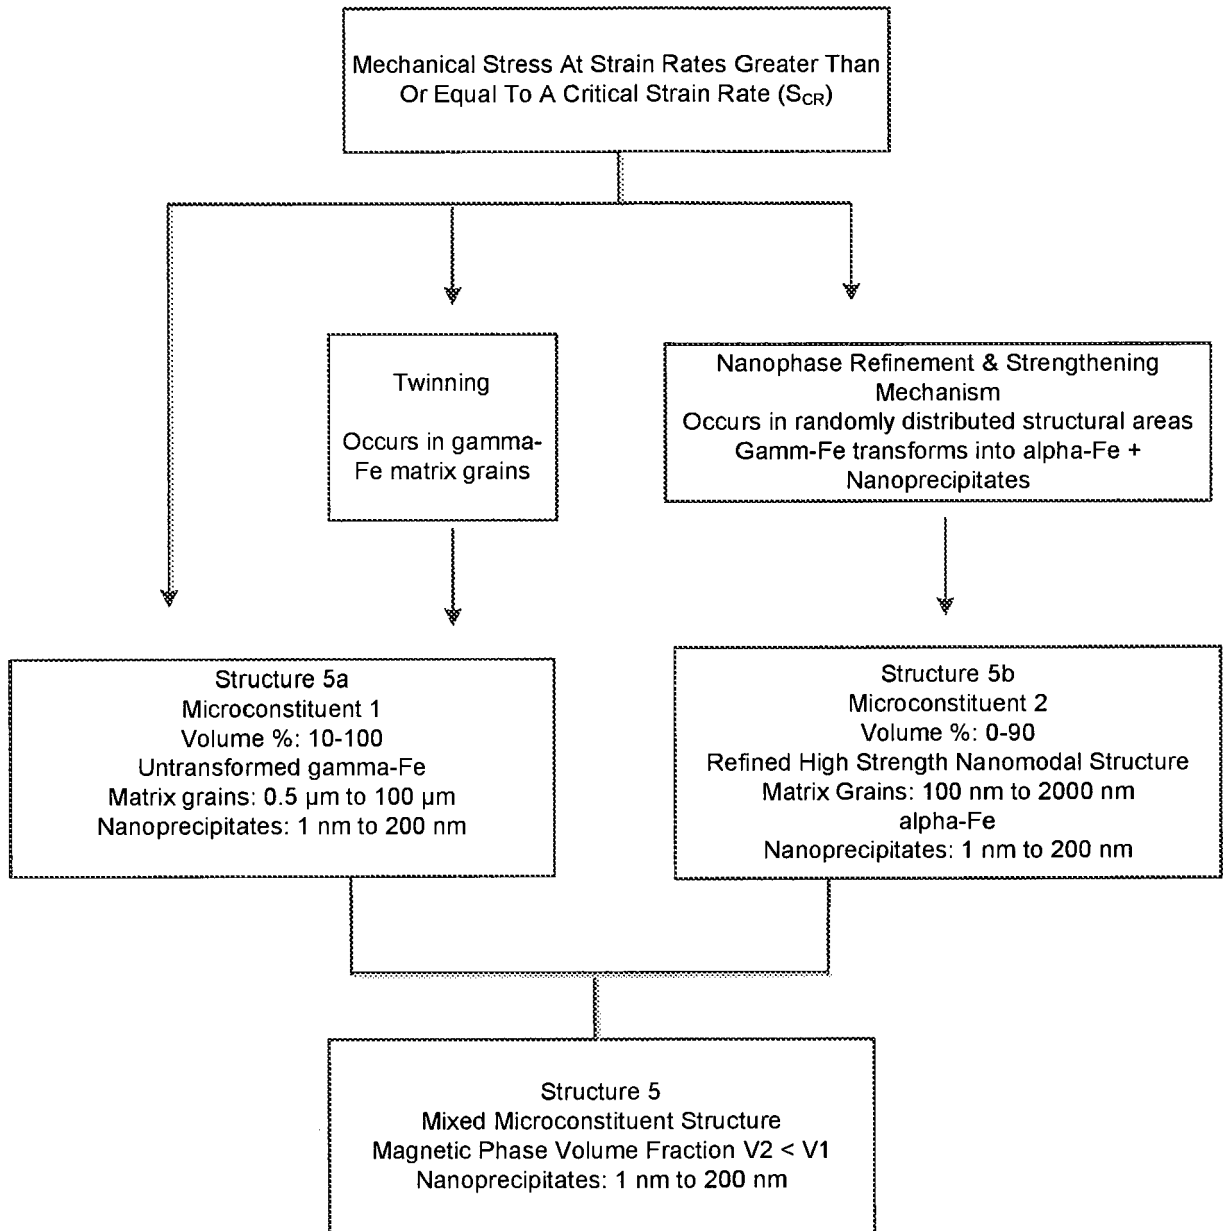 Mechanical Stress At Strain Rates Greater Than
Or Equal To A Critical Strain Rate (SCR)
Twinning
Occurs in gamma-
Fe matrix grains
Nanophase Refinement & Strengthening
Mechanism
Occurs in randomly distributed structural areas
Gamm-Fe transforms into alpha-Fe +
Nanoprecipitates
Structure 5a
Microconstituent 1
Volume %: 10-100
Untransformed gamma-Fe
Matrix grains: 0.5 µm to 100 µm
Nanoprecipitates: 1 nm to 200 nm
Structure 5b
Microconstituent 2
Volume %: 0-90
Refined High Strength Nanomodal Structure
Matrix Grains: 100 nm to 2000 nm
alpha-Fe
Nanoprecipitates: 1 nm to 200 nm
Structure 5
Mixed Microconstituent Structure
Magnetic Phase Volume Fraction V2 < V1
Nanoprecipitates: 1 nm to 200 nm